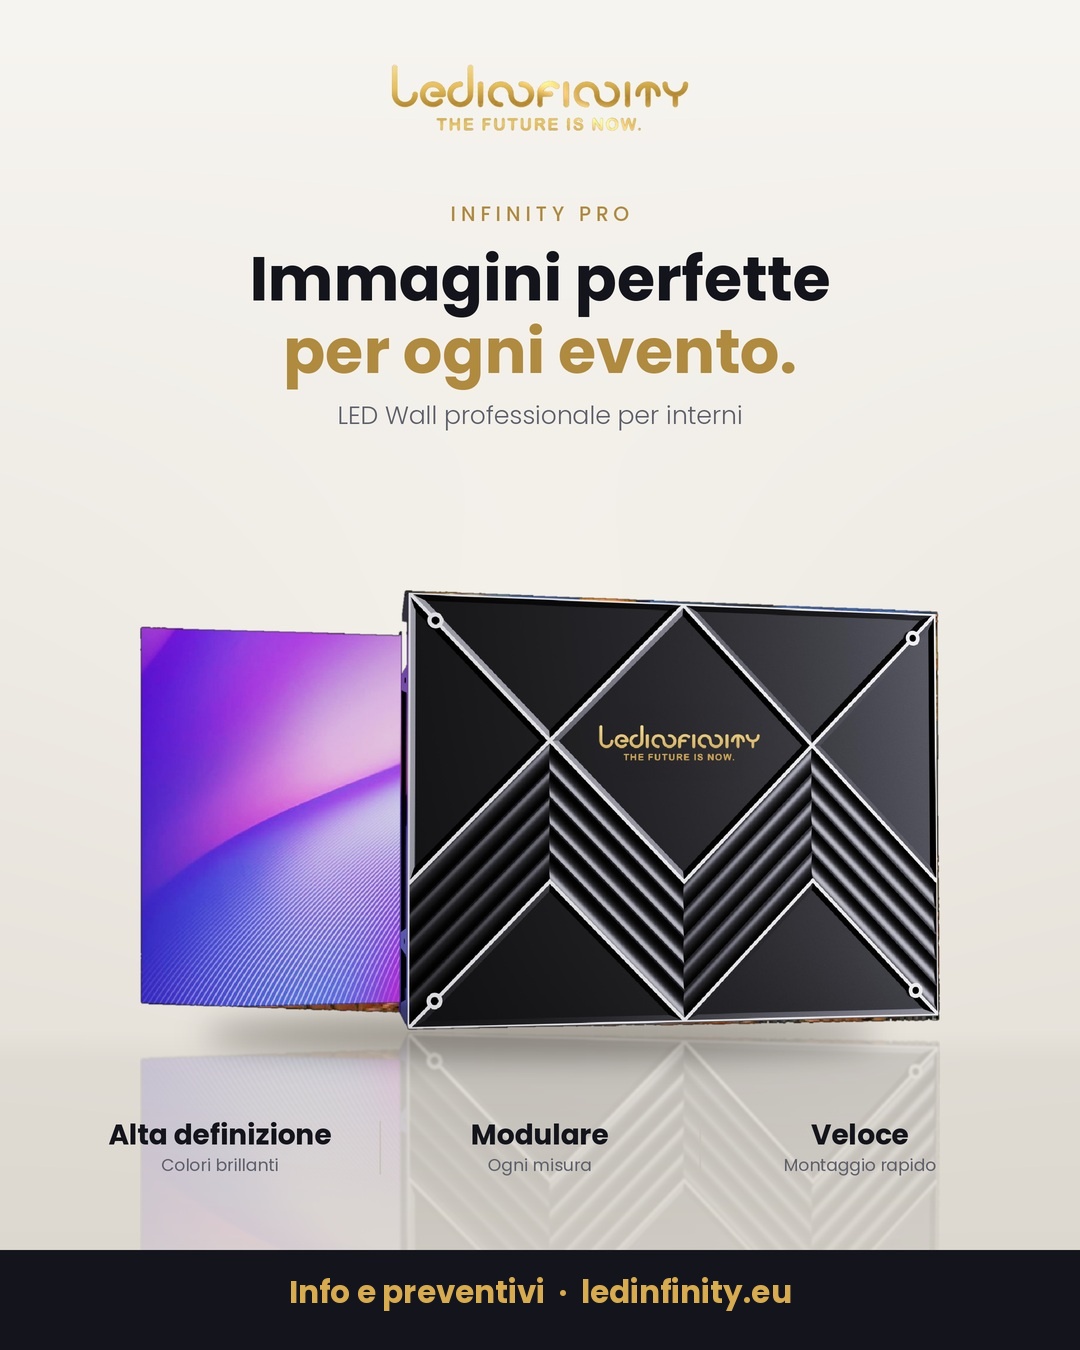 Ledinfinity
THE FUTURE IS NOW.
INFINITY PRO
Immagini perfette
per ogni evento.
LED Wall professionale per interni
Ledinfinity
THE FUTURE IS NOW.
Alta definizione
Colori brillanti
Modulare
Ogni misura
Veloce
Montaggio rapido
Info e preventivi · ledinfinity.eu